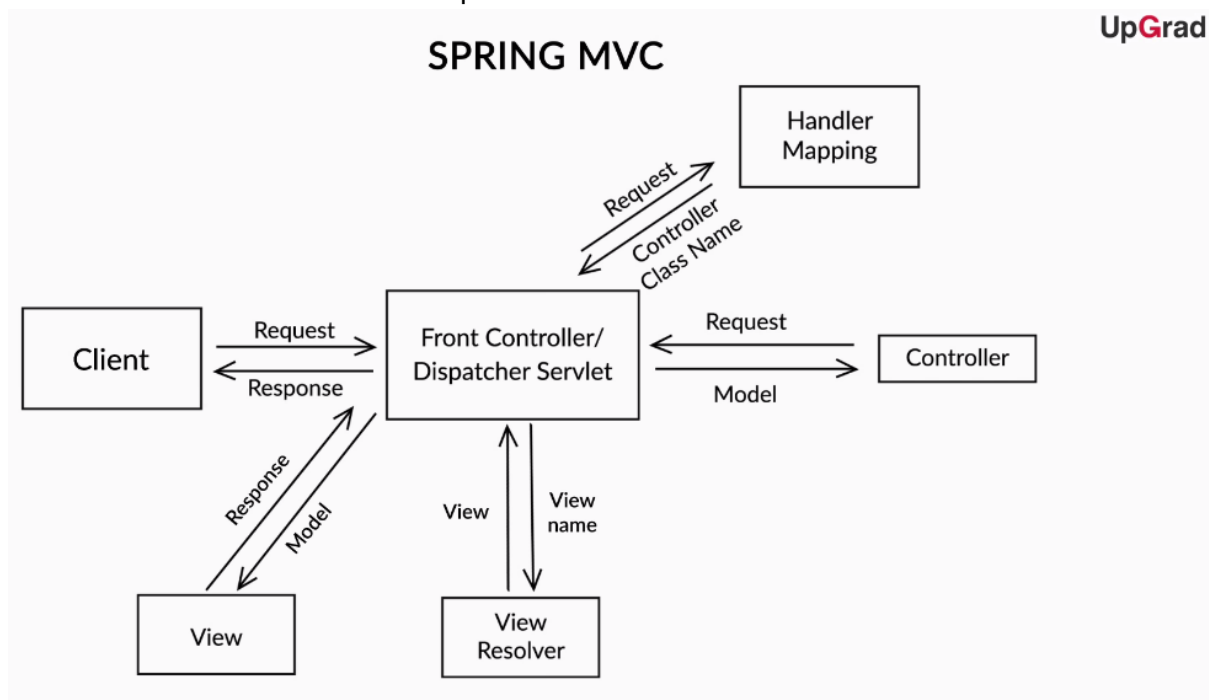 UpGrad
SPRING MVC
Handler
Mapping
Request
Controller
Class Name
Client
Request
Response
Front Controller/
Dispatcher Servlet
Request
Model
Controller
Response
Model
View
View
name
View
View
Resolver